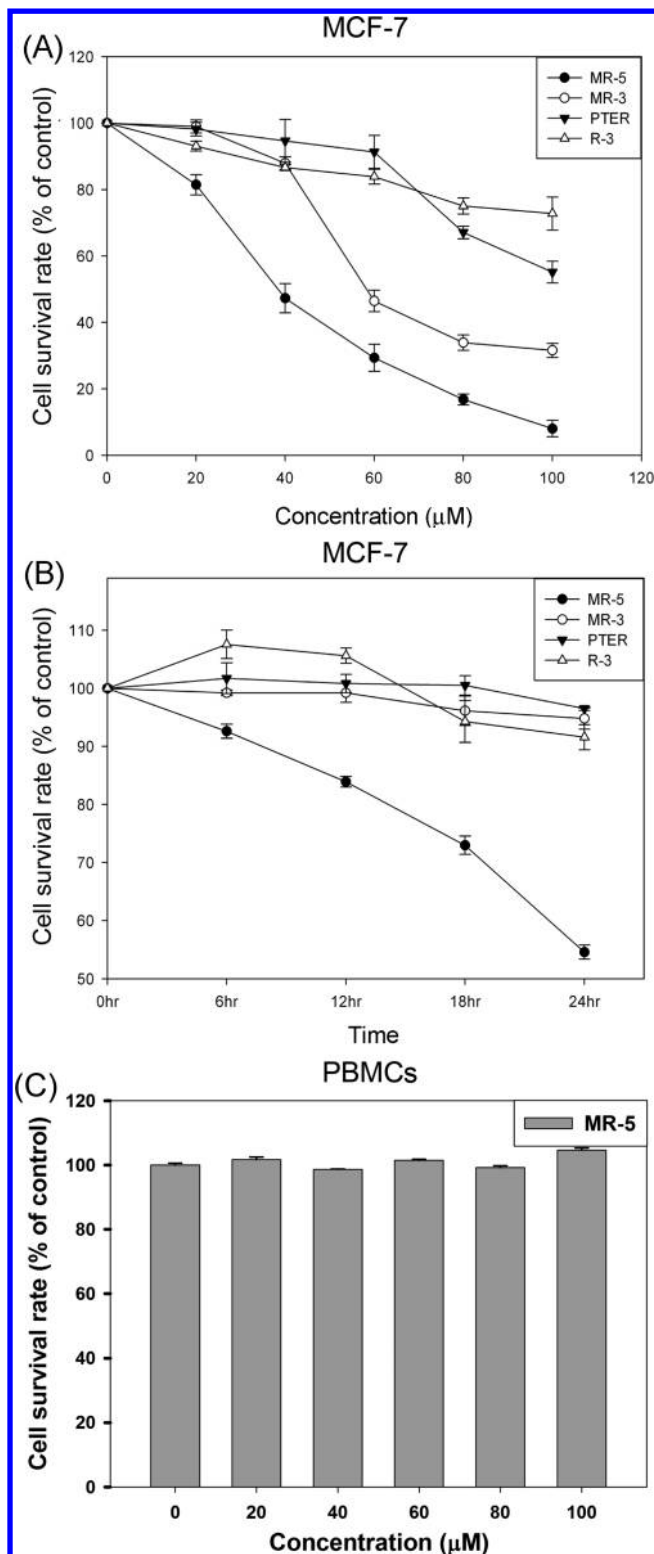 (A)
MCF-7
MR-5
MR-3
PTER
R-3
Cell survival rate (% of control)
120
100
80
60
40
20
0
0 20 40 60 80 100 120
Concentration (μM)
(B)
MCF-7
MR-5
MR-3
PTER
R-3
Cell survival rate (% of control)
110
100
90
80
70
60
50
0hr 6hr 12hr 18hr 24hr
Time
(C)
PBMCs
MR-5
Cell survival rate (% of control)
120
100
80
60
40
20
0
0 20 40 60 80 100
Concentration (μM)